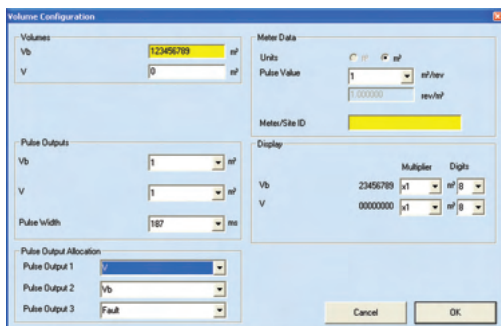 Volume Configuration
Volumes
Vb 123456789 m³
V 0 m³
Meter Data
Units ft³ m³
Pulse Value 1 m³/rev
1.000000 rev/m³
Meter/Site ID
Pulse Outputs
Vb 1 m³
V 1 m³
Pulse Width 187 ms
Display
Multiplier Digits
Vb 23456789 x1 m³ 8
V 00000000 x1 m³ 8
Pulse Output Allocation
Pulse Output 1 V
Pulse Output 2 Vb
Pulse Output 3 Fault
Cancel OK